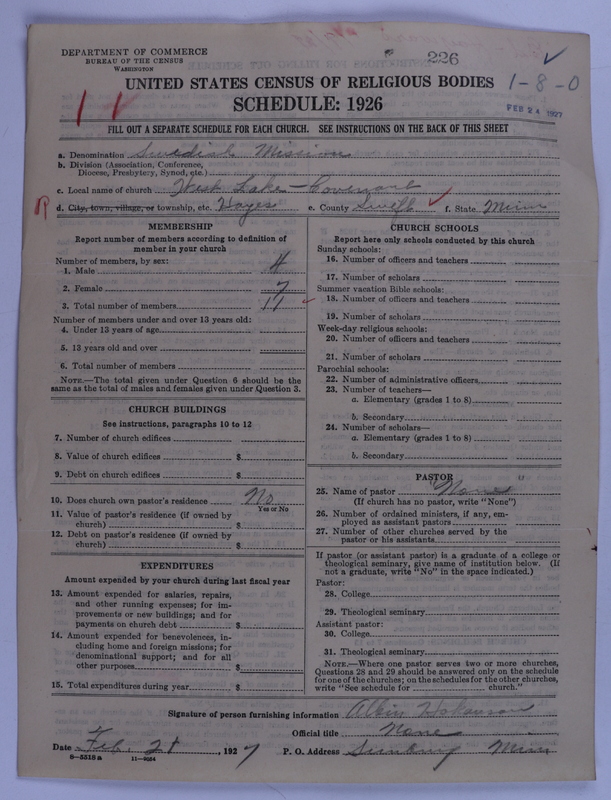 226
DEPARTMENT OF COMMERCE
BUREAU OF THE CENSUS
WASHINGTON
UNITED STATES CENSUS OF RELIGIOUS BODIES
1-8-0
SCHEDULE: 1926
FEB 24 1927
11
FILL OUT A SEPARATE SCHEDULE FOR EACH CHURCH. SEE INSTRUCTIONS ON THE BACK OF THIS SHEET
a. Denomination Swedish Mission
b. Division (Association, Conference,
Diocese, Presbytery, Synod, etc.)
c. Local name of church West Lake - Covenant
d. City, town, village, or township, etc. Hayes e. County Swift f. State Minn
MEMBERSHIP
Report number of members according to definition of
member in your church
Number of members, by sex:
1. Male 4
2. Female 7
3. Total number of members 11
Number of members under and over 13 years old:
4. Under 13 years of age
5. 13 years old and over
6. Total number of members
NOTE.—The total given under Question 6 should be the
same as the total of males and females given under Question 3.
CHURCH BUILDINGS
See instructions, paragraphs 10 to 12
7. Number of church edifices
8. Value of church edifices $
9. Debt on church edifices $
10. Does church own pastor's residence No
Yes or No
11. Value of pastor's residence (if owned by
church) $
12. Debt on pastor's residence (if owned by
church) $
EXPENDITURES
Amount expended by your church during last fiscal year
13. Amount expended for salaries, repairs,
and other running expenses; for im-
provements or new buildings; and for
payments on church debt $
14. Amount expended for benevolences, in-
cluding home and foreign missions; for
denominational support; and for all
other purposes $
15. Total expenditures during year $
CHURCH SCHOOLS
Report here only schools conducted by this church
Sunday schools:
16. Number of officers and teachers
17. Number of scholars
Summer vacation Bible schools:
18. Number of officers and teachers
19. Number of scholars
Week-day religious schools:
20. Number of officers and teachers
21. Number of scholars
Parochial schools:
22. Number of administrative officers
23. Number of teachers—
a. Elementary (grades 1 to 8)
b. Secondary
24. Number of scholars—
a. Elementary (grades 1 to 8)
b. Secondary
PASTOR
25. Name of pastor None
(If church has no pastor, write "None")
26. Number of ordained ministers, if any, em-
ployed as assistant pastors
27. Number of other churches served by the
pastor or his assistants
If pastor (or assistant pastor) is a graduate of a college or
theological seminary, give name of institution below. (If
not a graduate, write "No" in the space indicated.)
Pastor:
28. College
29. Theological seminary
Assistant pastor:
30. College
31. Theological seminary
NOTE.—Where one pastor serves two or more churches,
Questions 28 and 29 should be answered only on the schedule
for one of the churches; on the schedules for the other churches,
write "See schedule for church."
Signature of person furnishing information Albin Hokanson
Official title None
Date Feb. 21, 1927 P. O. Address Sunburg Minn
8-5318 a 11-9084